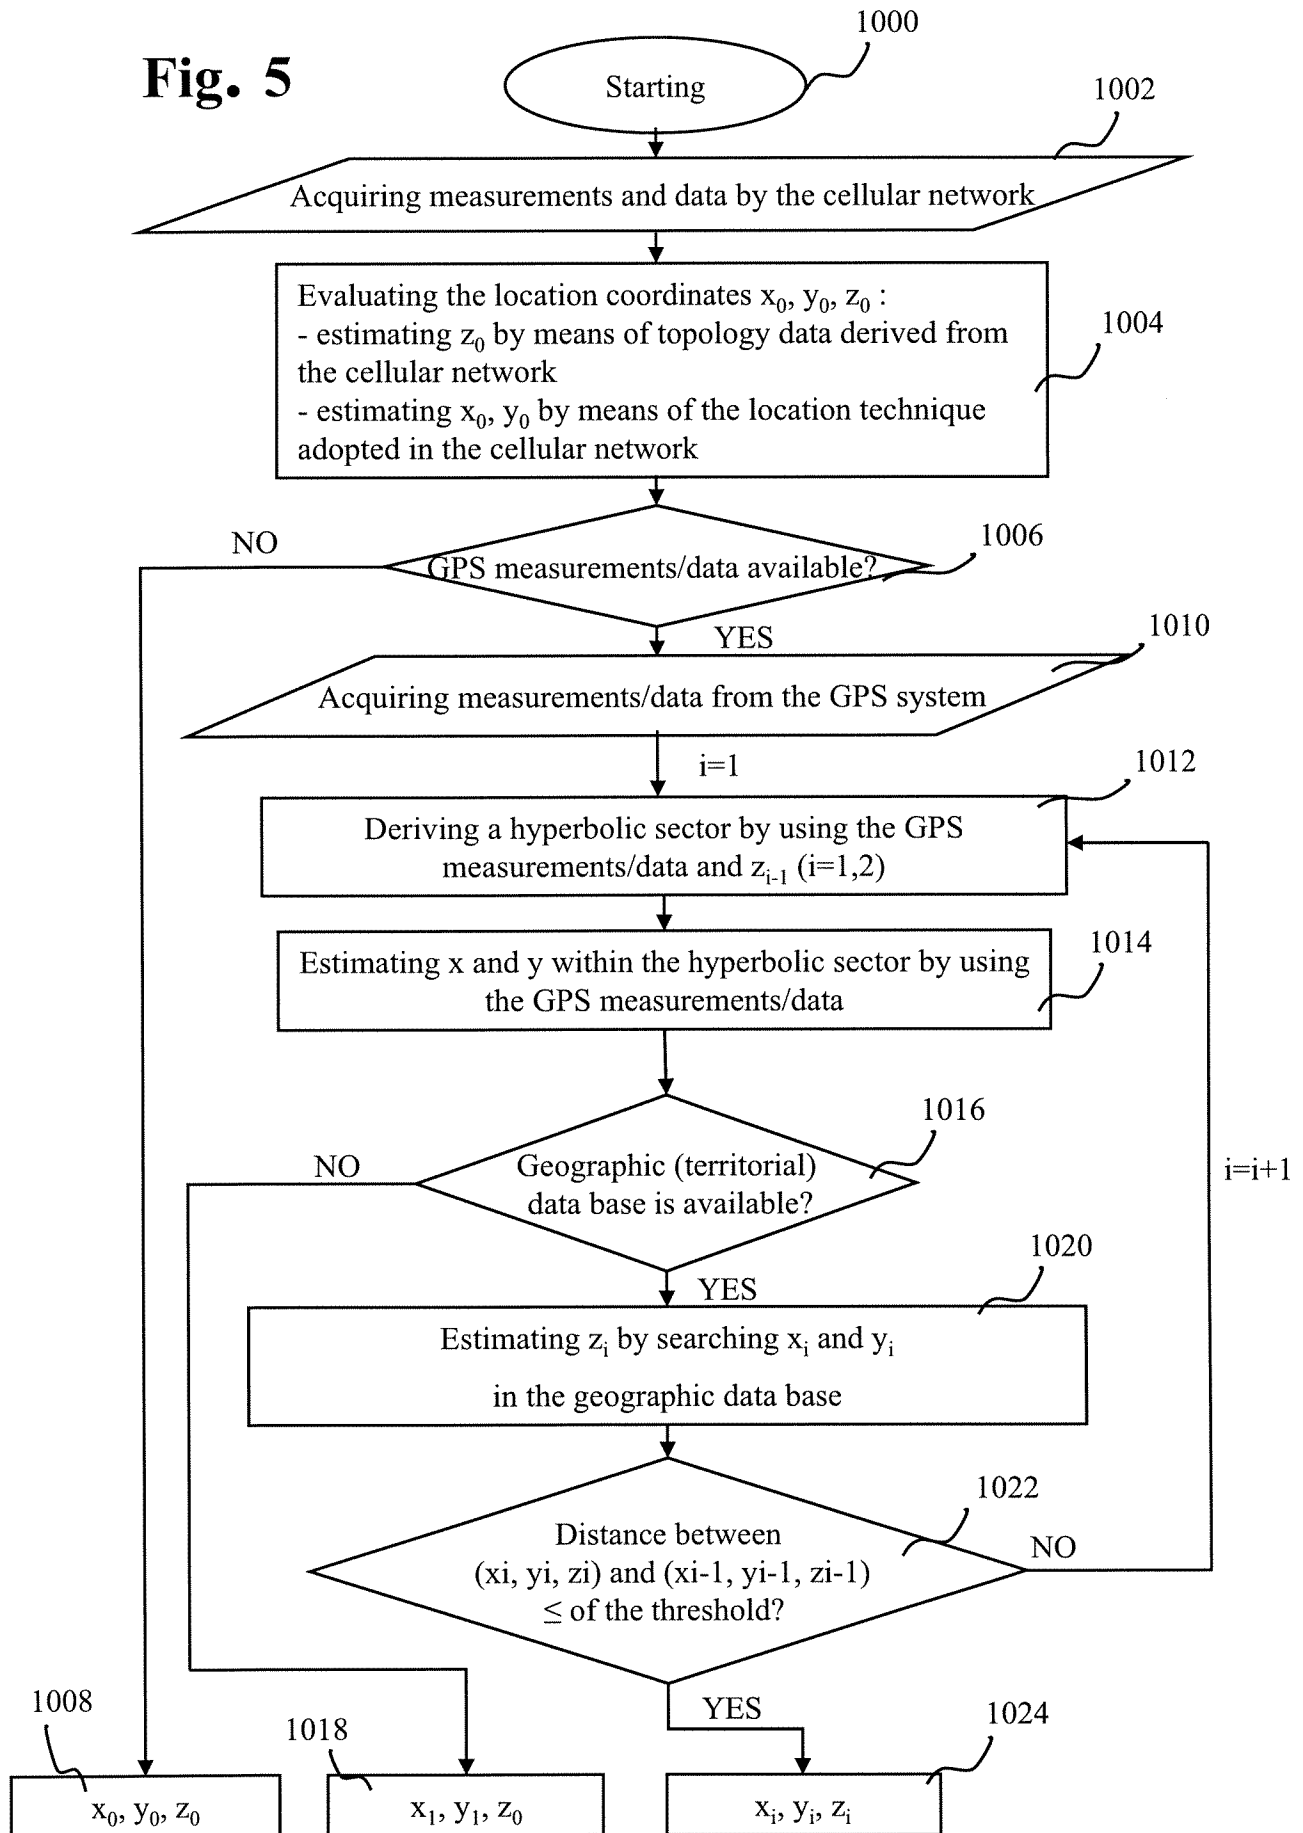 Fig. 5
1000
Starting
1002
Acquiring measurements and data by the cellular network
Evaluating the location coordinates x₀, y₀, z₀ :
- estimating z₀ by means of topology data derived from
the cellular network
- estimating x₀, y₀ by means of the location technique
adopted in the cellular network
1004
NO
GPS measurements/data available?
1006
YES
1010
Acquiring measurements/data from the GPS system
i=1
1012
Deriving a hyperbolic sector by using the GPS
measurements/data and zᵢ₋₁ (i=1,2)
1014
Estimating x and y within the hyperbolic sector by using
the GPS measurements/data
1016
NO
Geographic (territorial)
data base is available?
i=i+1
YES
1020
Estimating zᵢ by searching xᵢ and yᵢ
in the geographic data base
1022
Distance between
(xi, yi, zi) and (xi-1, yi-1, zi-1)
≤ of the threshold?
NO
YES
1008
1018
1024
x₀, y₀, z₀
x₁, y₁, z₀
xᵢ, yᵢ, zᵢ